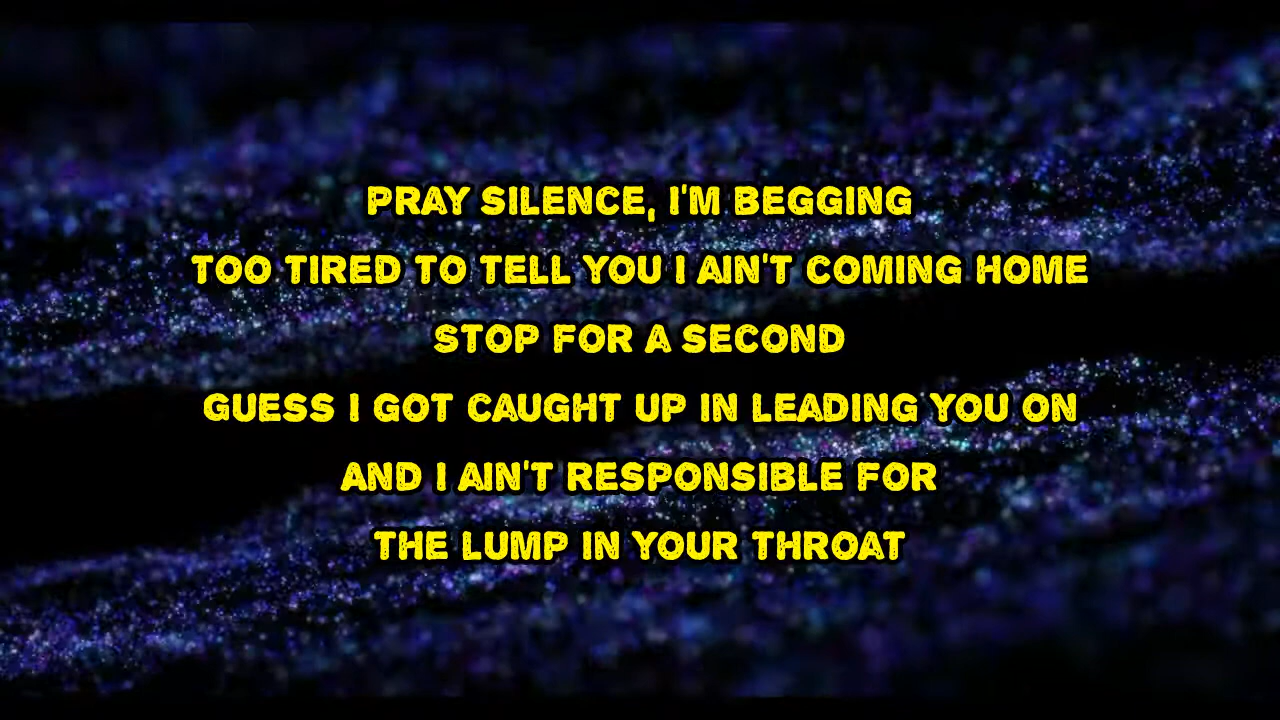 PRAY SILENCE, I'M BEGGING
TOO TIRED TO TELL YOU I AIN'T COMING HOME
STOP FOR A SECOND
GUESS I GOT CAUGHT UP IN LEADING YOU ON
AND I AIN'T RESPONSIBLE FOR
THE LUMP IN YOUR THROAT